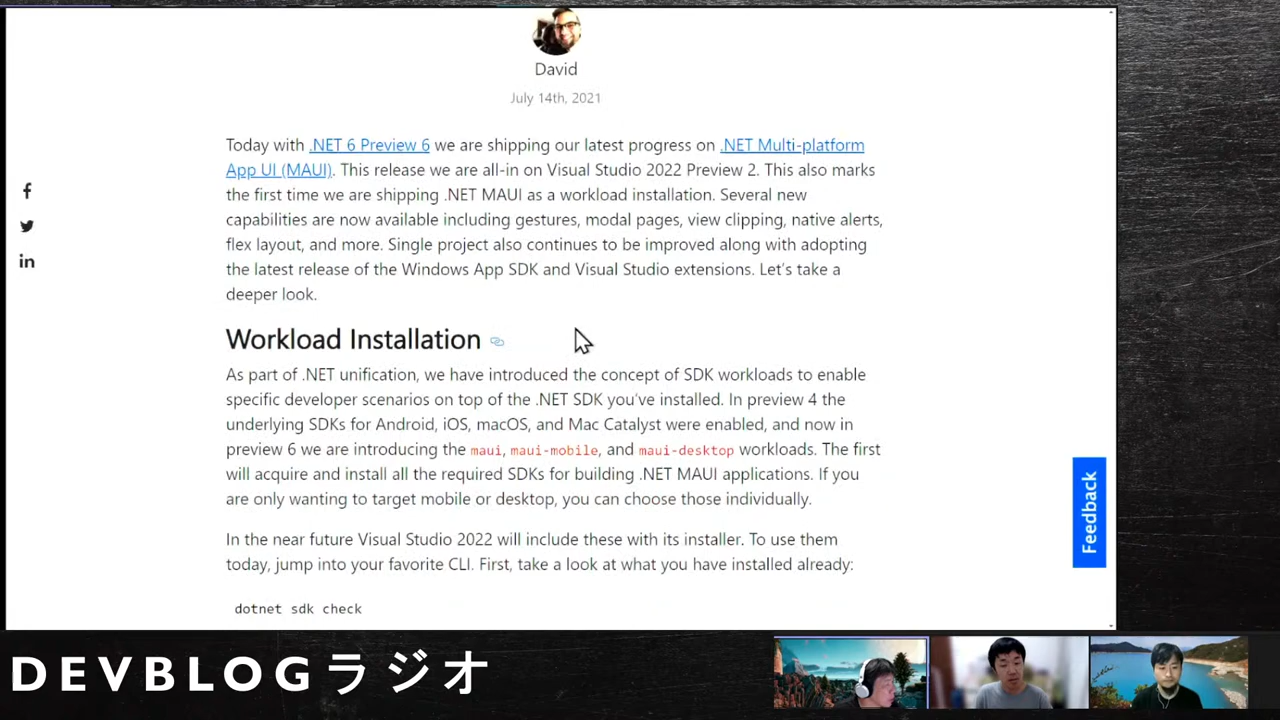 David
July 14th, 2021
Today with .NET 6 Preview 6 we are shipping our latest progress on .NET Multi-platform
App UI (MAUI). This release we are all-in on Visual Studio 2022 Preview 2. This also marks
the first time we are shipping .NET MAUI as a workload installation. Several new
capabilities are now available including gestures, modal pages, view clipping, native alerts,
flex layout, and more. Single project also continues to be improved along with adopting
the latest release of the Windows App SDK and Visual Studio extensions. Let's take a
deeper look.
Workload Installation
As part of .NET unification, we have introduced the concept of SDK workloads to enable
specific developer scenarios on top of the .NET SDK you've installed. In preview 4 the
underlying SDKs for Android, iOS, macOS, and Mac Catalyst were enabled, and now in
preview 6 we are introducing the maui, maui-mobile, and maui-desktop workloads. The first
will acquire and install all the required SDKs for building .NET MAUI applications. If you
are only wanting to target mobile or desktop, you can choose those individually.
In the near future Visual Studio 2022 will include these with its installer. To use them
today, jump into your favorite CLI. First, take a look at what you have installed already:
dotnet sdk check
Feedback
DEVBLOGラジオ